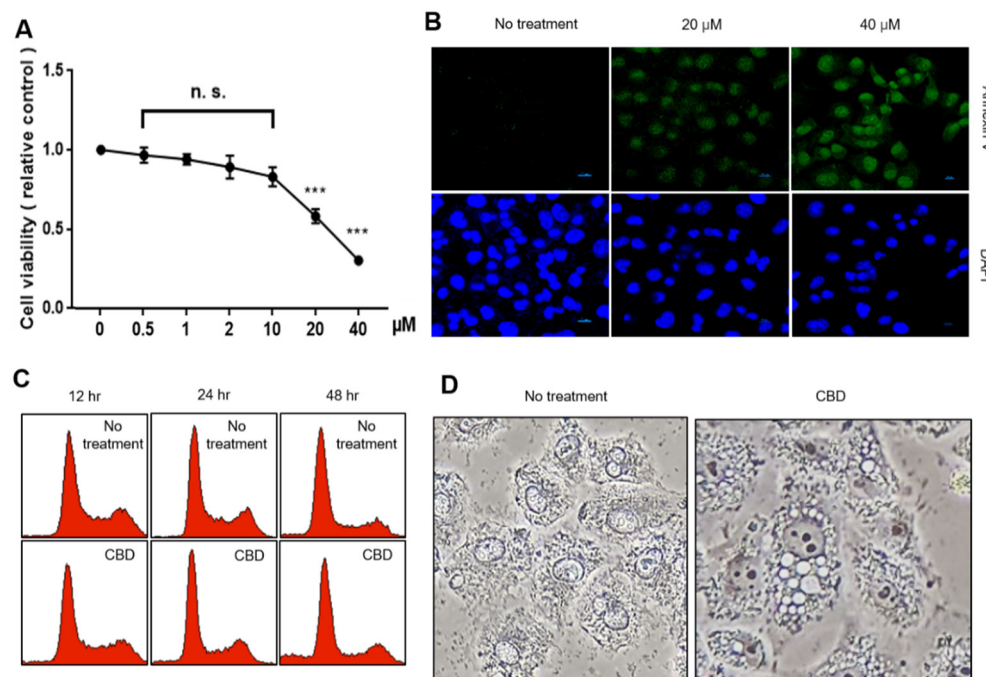 A
Cell viability ( relative control )
1.5
1.0
0.5
0.0
n. s.
***
***
0 0.5 1 2 10 20 40 µM
B
No treatment 20 µM 40 µM
C
12 hr 24 hr 48 hr
No treatment
No treatment
No treatment
CBD CBD CBD
D
No treatment CBD